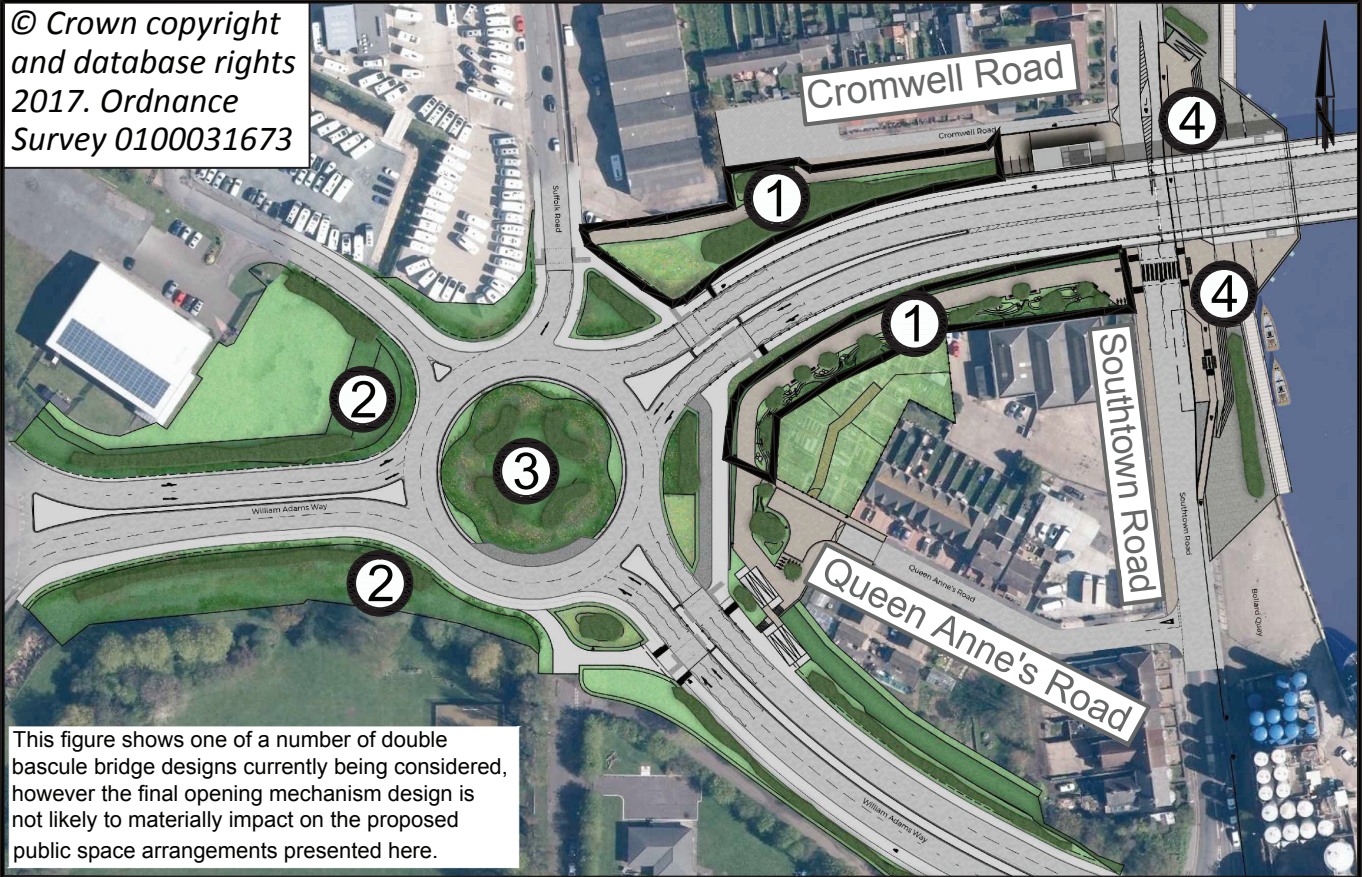 © Crown copyright
and database rights
2017. Ordnance
Survey 0100031673
Cromwell Road
Cromwell Road
4
1
Suffolk Road
4
1
Southtown Road
2
3
William Adams Way
Southtown Road
2
Queen Anne's Road
Queen Anne's Road
Bollard Quay
William Adams Way
This figure shows one of a number of double
bascule bridge designs currently being considered,
however the final opening mechanism design is
not likely to materially impact on the proposed
public space arrangements presented here.